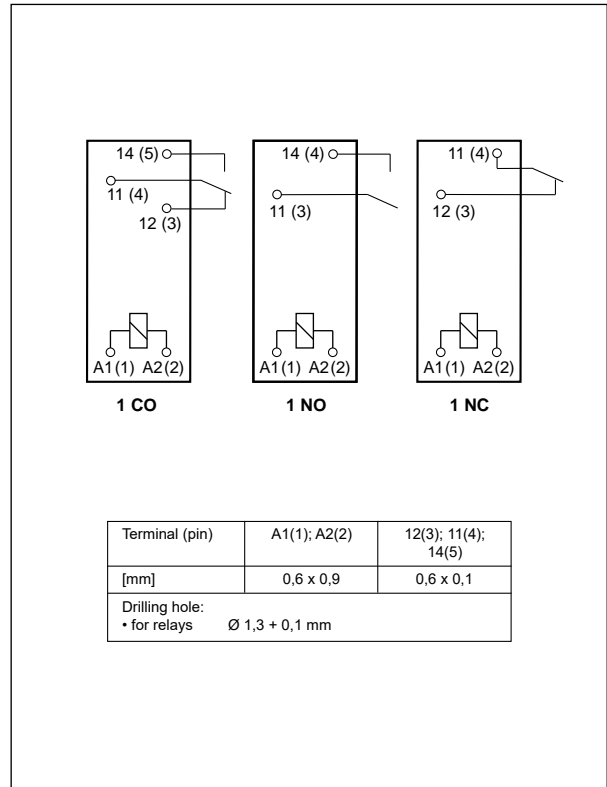 14 (5)
11 (4)
12 (3)
A1(1) A2(2)
1 CO
14 (4)
11 (3)
A1(1) A2(2)
1 NO
11 (4)
12 (3)
A1(1) A2(2)
1 NC
Terminal (pin) A1(1); A2(2) 12(3); 11(4);
14(5)
[mm] 0,6 x 0,9 0,6 x 0,1
Drilling hole:
• for relays Ø 1,3 + 0,1 mm